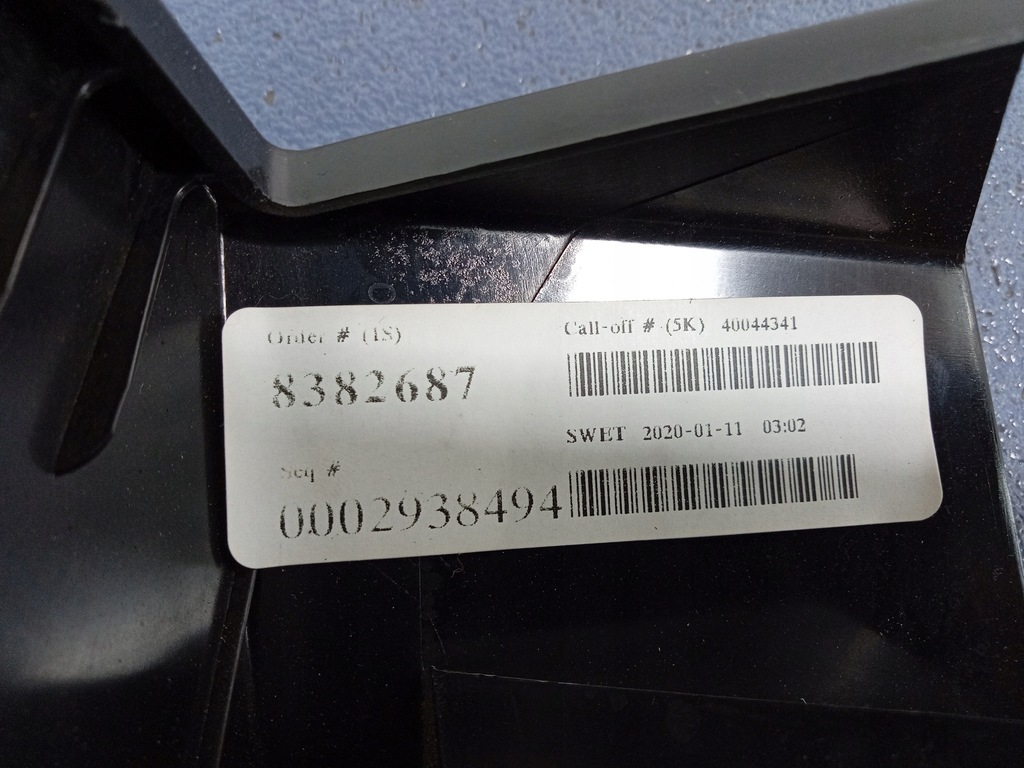 Order # (1S)
8382687
Seq #
0002938494
Call-off # (5K) 40044341
SWET 2020-01-11 03:02